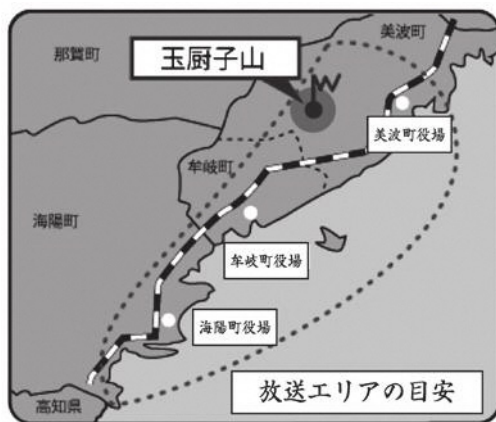 美波町
那賀町
玉厨子山
美波町役場
牟岐町
海陽町
牟岐町役場
海陽町役場
放送エリアの目安
高知県